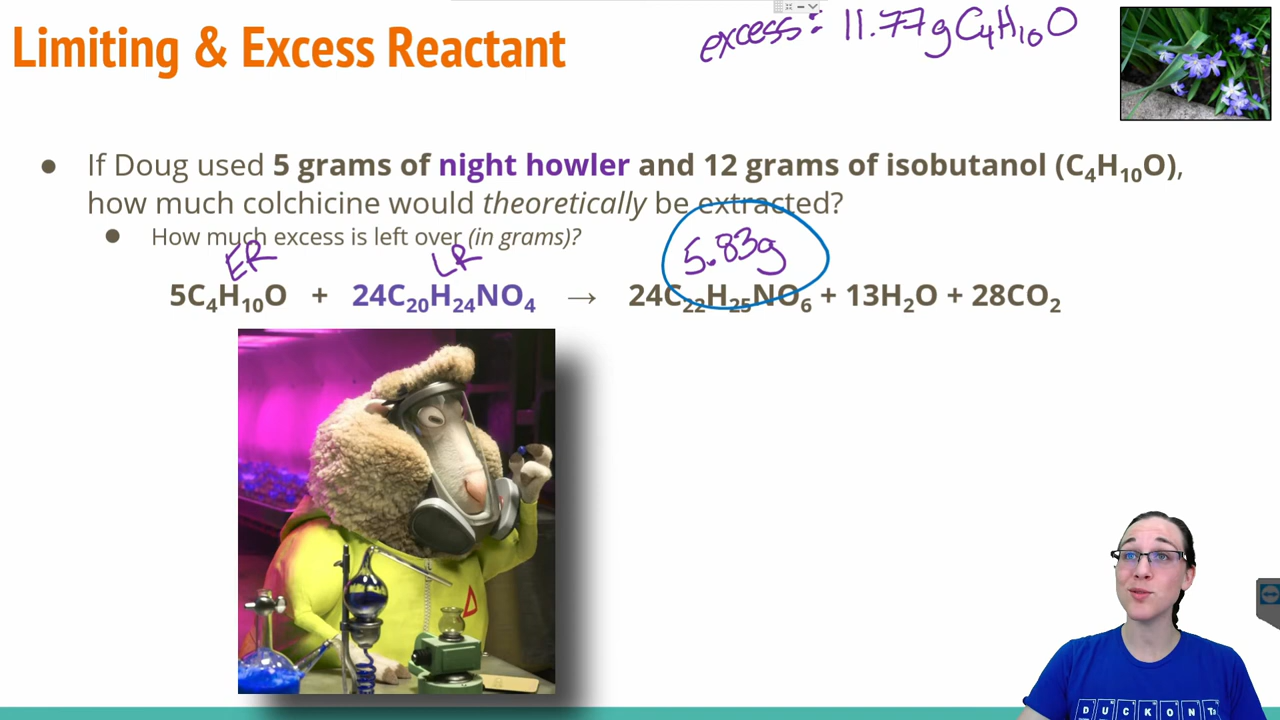 Limiting & Excess Reactant
excess: 11.77g C₄H₁₀O
● If Doug used 5 grams of night howler and 12 grams of isobutanol (C₄H₁₀O),
how much colchicine would theoretically be extracted?
● How much excess is left over (in grams)?
ER LR 5.83g
5C₄H₁₀O + 24C₂₀H₂₄NO₄ → 24C₂₂H₂₅NO₆ + 13H₂O + 28CO₂
D U C K O N T